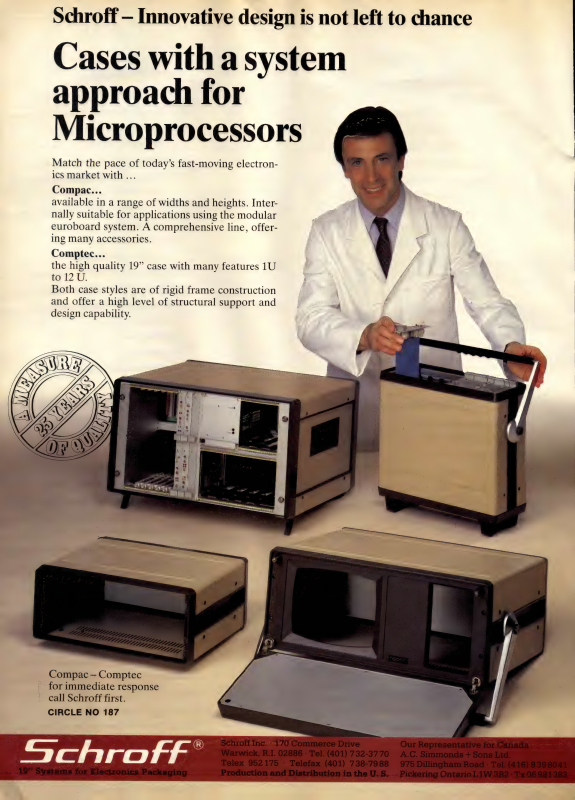 Schroff – Innovative design is not left to chance
Cases with a system
approach for
Microprocessors
Match the pace of today's fast-moving electron-
ics market with ...
Compac...
available in a range of widths and heights. Inter-
nally suitable for applications using the modular
euroboard system. A comprehensive line, offer-
ing many accessories.
Comptec...
the high quality 19" case with many features 1U
to 12 U.
Both case styles are of rigid frame construction
and offer a high level of structural support and
design capability.
A MEASURE
25 YEARS
OF QUALITY
Compac – Comptec
for immediate response
call Schroff first.
CIRCLE NO 187
Schroff®
19" Systems for Electronics Packaging
Schroff Inc. 170 Commerce Drive
Warwick, R.I. 02886 · Tel. (401) 732-3770
Telex 952175 · Telefax (401) 738-7988
Production and Distribution in the U. S.
Our Representative for Canada
A.C. Simmonds + Sons Ltd.
975 Dillingham Road · Tel. (416) 8398041
Pickering Ontario L1W 3B2 · Tx 06 981383